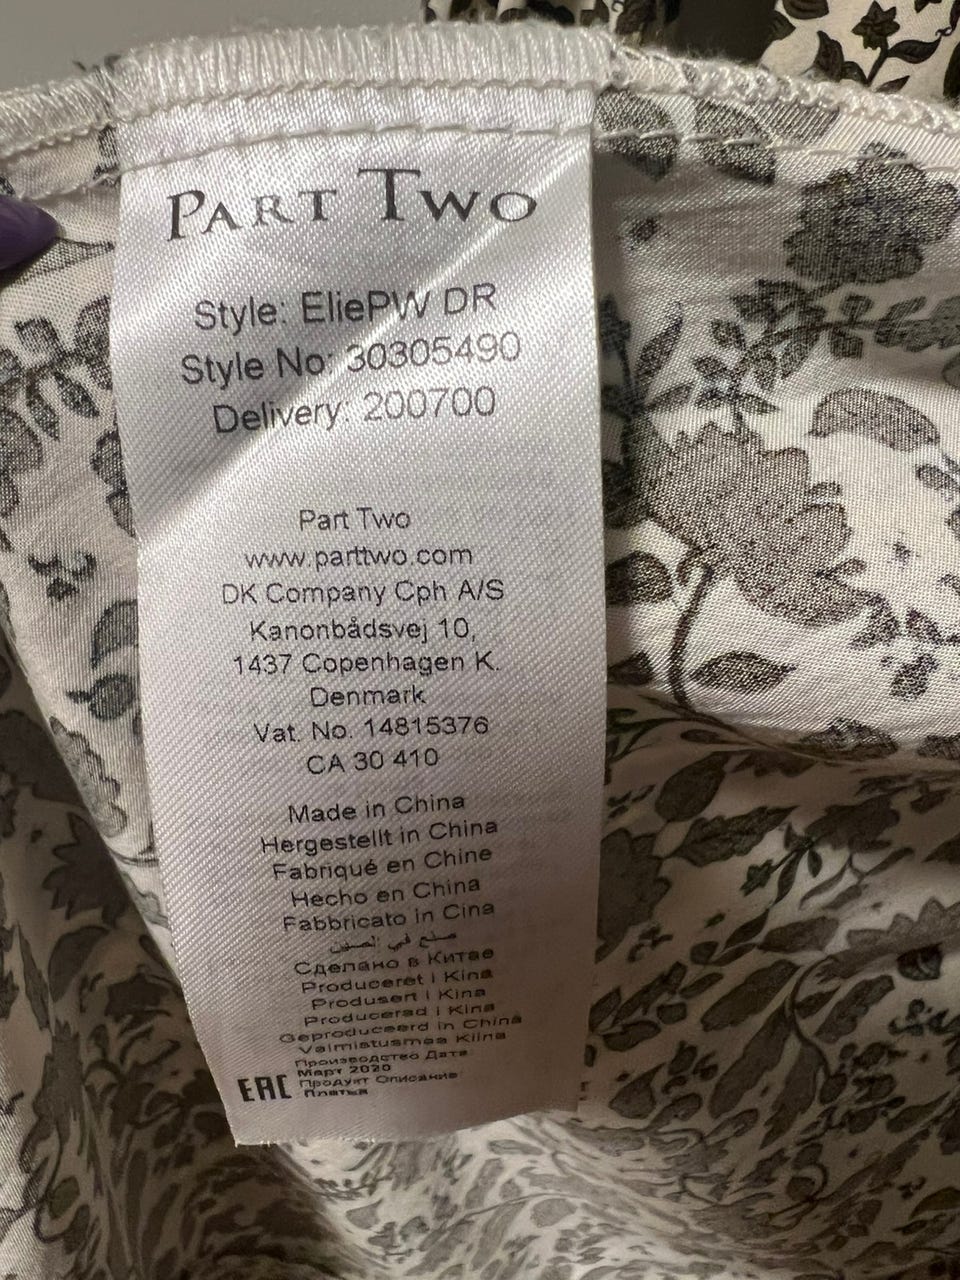 PART TWO
Style: EliePW DR
Style No: 30305490
Delivery: 200700
Part Two
www.parttwo.com
DK Company Cph A/S
Kanonbådsvej 10,
1437 Copenhagen K.
Denmark
Vat. No. 14815376
CA 30 410
Made in China
Hergestellt in China
Fabriqué en Chine
Hecho en China
Fabbricato in Cina
صنع في الصين
Сделано в Китае
Produceret i Kina
Produsert i Kina
Producerad i Kina
Geproduceerd in China
Valmistusmaa Kiina
Производство Дата
Март 2020
EAC Продукт Описание
Платья